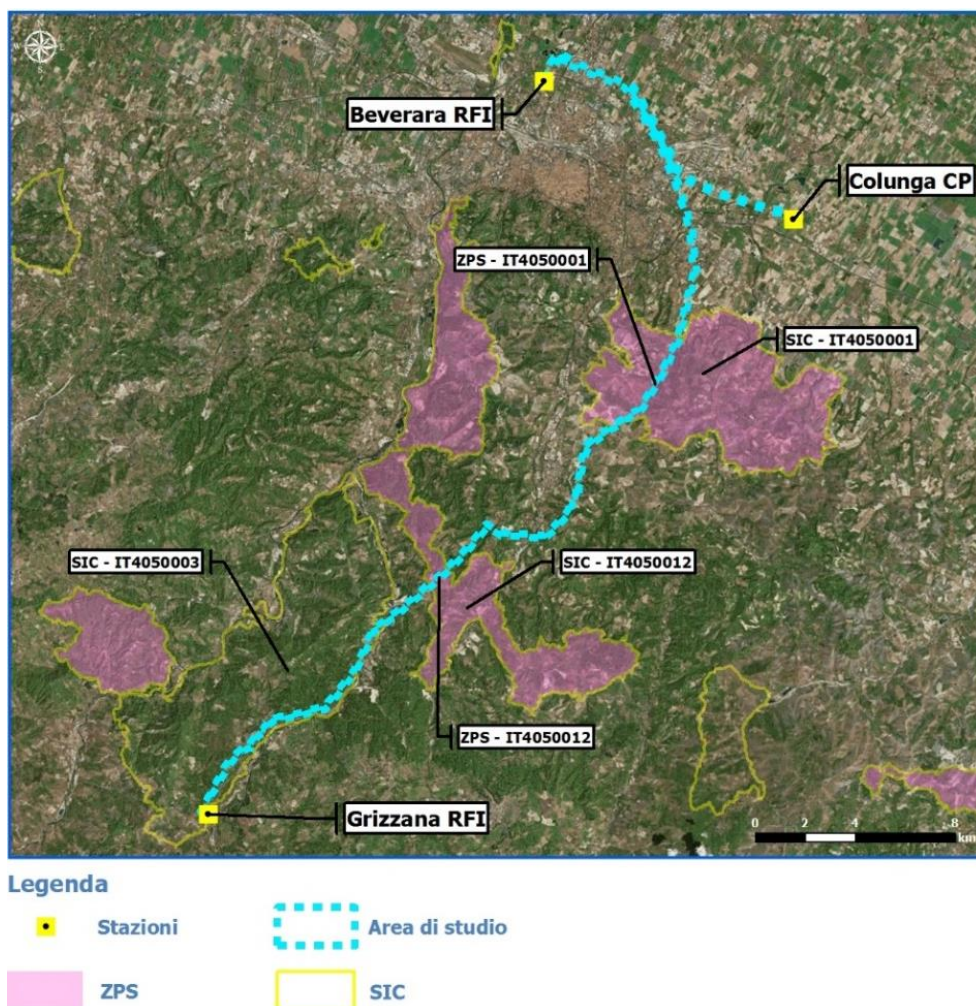 Beverara RFI
Colunga CP
ZPS - IT4050001
SIC - IT4050001
SIC - IT4050003
SIC - IT4050012
ZPS - IT4050012
Grizzana RFI
0 2 4 8
km
Legenda
Stazioni
Area di studio
ZPS
SIC